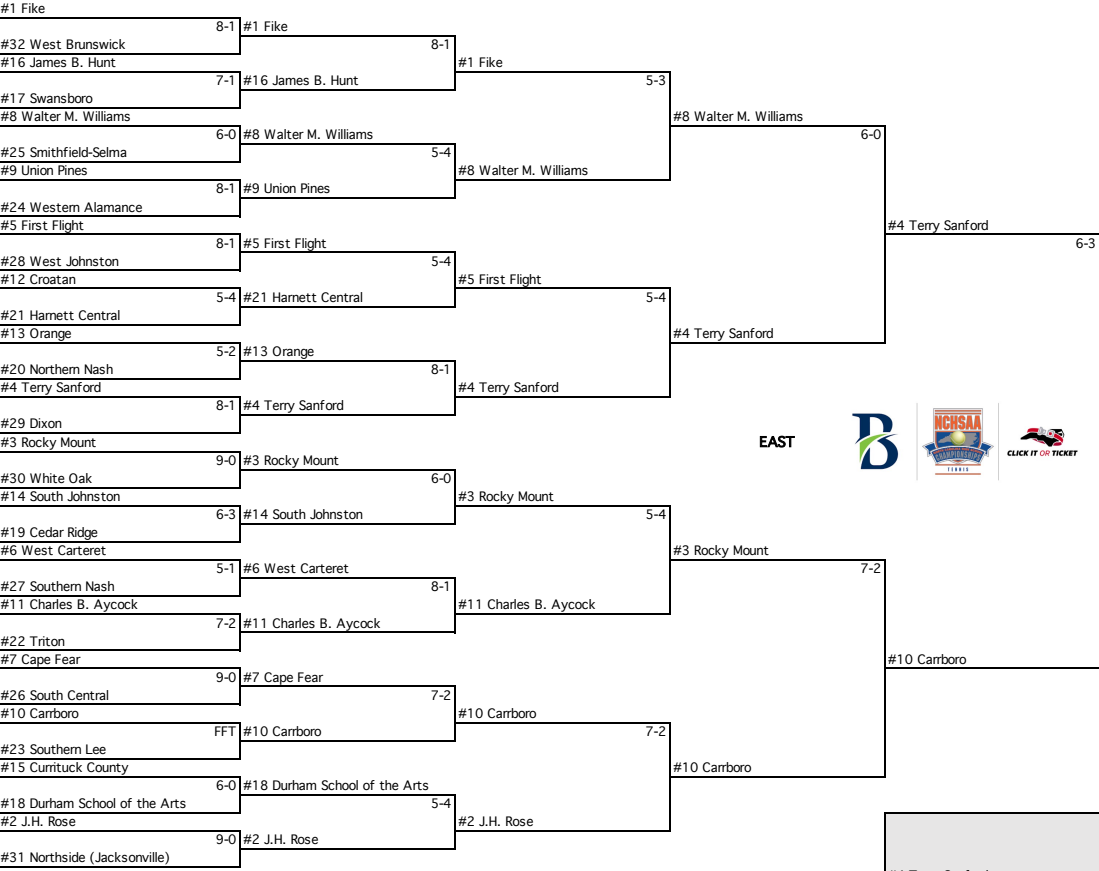 #1 Fike
8-1
#1 Fike
#32 West Brunswick
8-1
#16 James B. Hunt
#1 Fike
7-1
#16 James B. Hunt
5-3
#17 Swansboro
#8 Walter M. Williams
#8 Walter M. Williams
6-0
#8 Walter M. Williams
6-0
#25 Smithfield-Selma
5-4
#9 Union Pines
#8 Walter M. Williams
8-1
#9 Union Pines
#24 Western Alamance
#5 First Flight
#4 Terry Sanford
8-1
#5 First Flight
6-3
#28 West Johnston
5-4
#12 Croatan
#5 First Flight
5-4
#21 Harnett Central
5-4
#21 Harnett Central
#13 Orange
#4 Terry Sanford
5-2
#13 Orange
#20 Northern Nash
8-1
#4 Terry Sanford
#4 Terry Sanford
8-1
#4 Terry Sanford
#29 Dixon
#3 Rocky Mount
EAST
B
NCHSAA
CHAMPIONSHIPS
TENNIS
CLICK IT OR TICKET
9-0
#3 Rocky Mount
#30 White Oak
6-0
#14 South Johnston
#3 Rocky Mount
6-3
#14 South Johnston
5-4
#19 Cedar Ridge
#6 West Carteret
#3 Rocky Mount
5-1
#6 West Carteret
7-2
#27 Southern Nash
8-1
#11 Charles B. Aycock
#11 Charles B. Aycock
7-2
#11 Charles B. Aycock
#22 Triton
#7 Cape Fear
#10 Carrboro
9-0
#7 Cape Fear
#26 South Central
7-2
#10 Carrboro
#10 Carrboro
FFT
#10 Carrboro
7-2
#23 Southern Lee
#15 Currituck County
#10 Carrboro
6-0
#18 Durham School of the Arts
#18 Durham School of the Arts
5-4
#2 J.H. Rose
#2 J.H. Rose
9-0
#2 J.H. Rose
#31 Northside (Jacksonville)